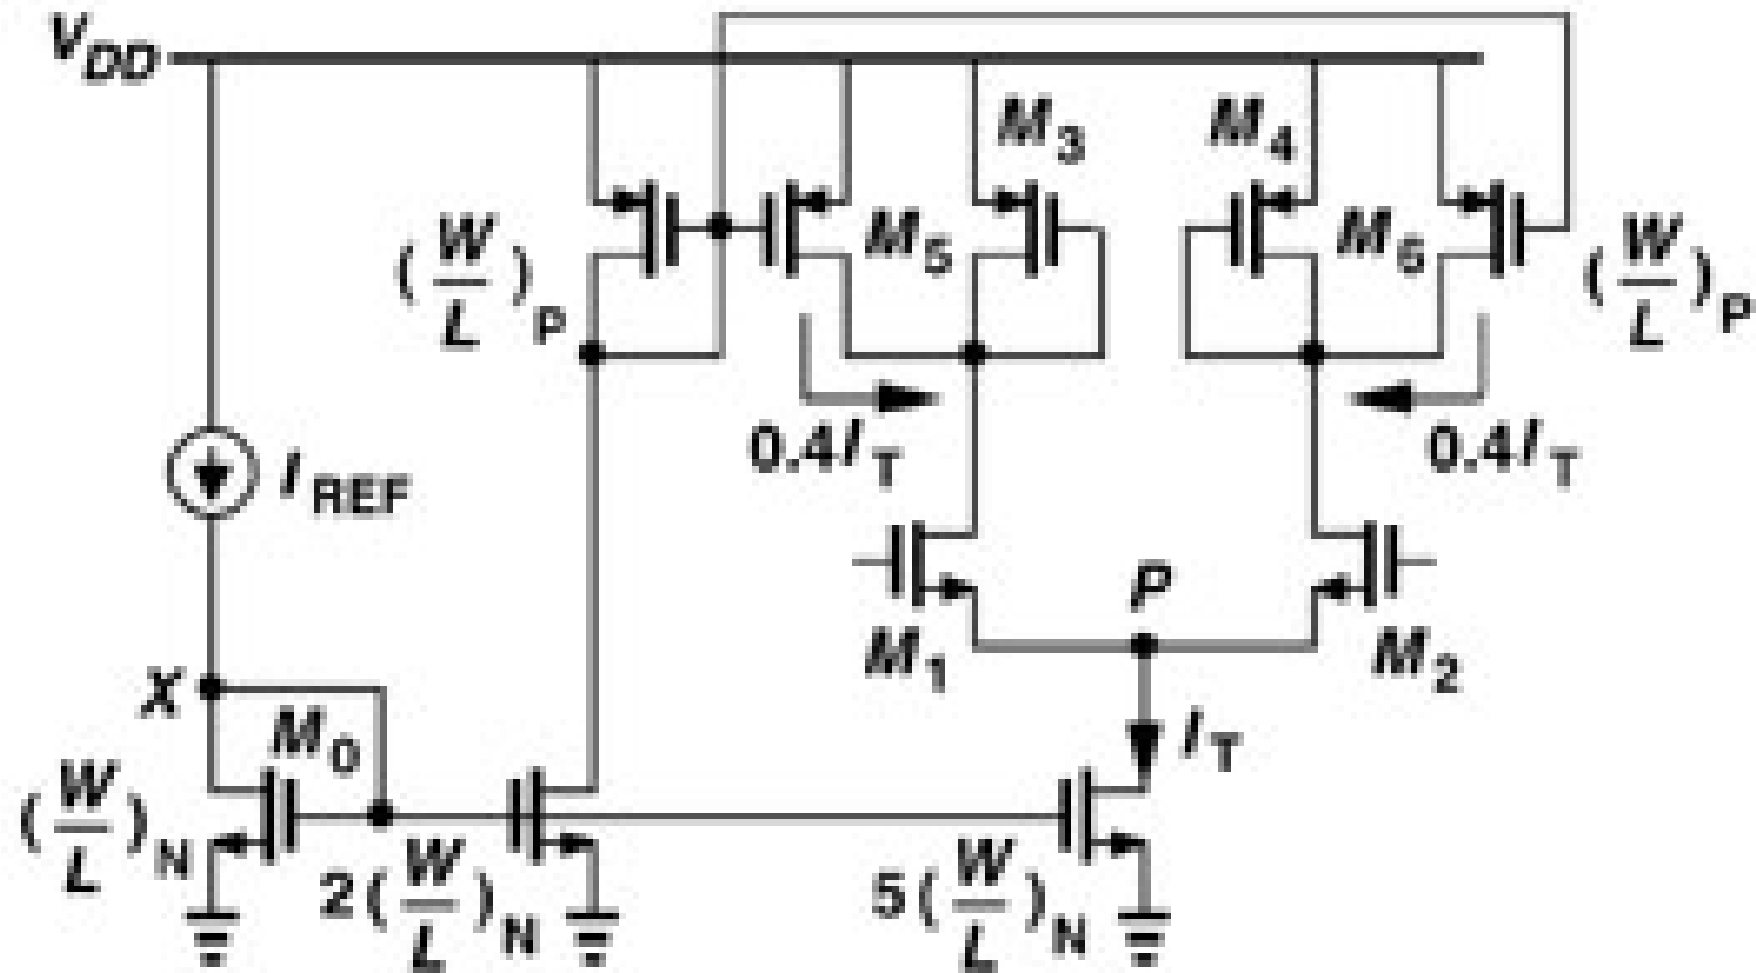 V_DD
M_3
M_4
(W/L)_P
M_5
M_6
(W/L)_P
0.4I_T
0.4I_T
I_REF
P
M_1
M_2
X
M_0
I_T
(W/L)_N
2(W/L)_N
5(W/L)_N